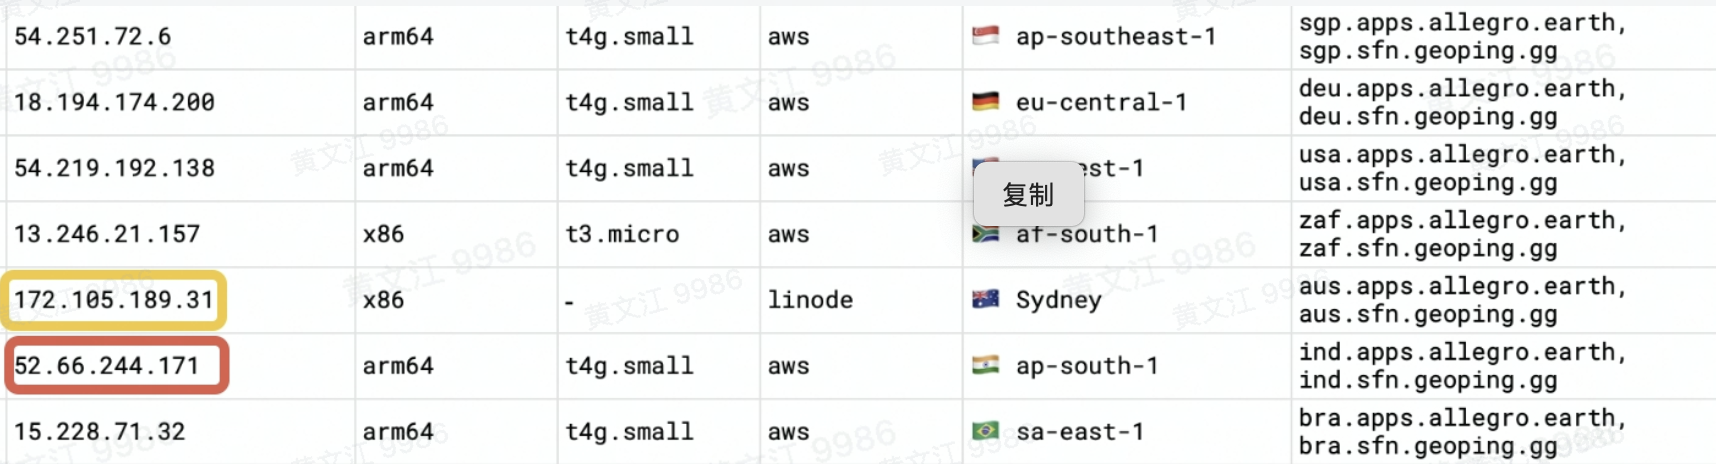 54.251.72.6 arm64 t4g.small aws ap-southeast-1 sgp.apps.allegro.earth,
sgp.sfn.geoping.gg
18.194.174.200 arm64 t4g.small aws eu-central-1 deu.apps.allegro.earth,
deu.sfn.geoping.gg
54.219.192.138 arm64 t4g.small aws est-1 usa.apps.allegro.earth,
usa.sfn.geoping.gg
复制
13.246.21.157 x86 t3.micro aws af-south-1 zaf.apps.allegro.earth,
zaf.sfn.geoping.gg
172.105.189.31 x86 - linode Sydney aus.apps.allegro.earth,
aus.sfn.geoping.gg
52.66.244.171 arm64 t4g.small aws ap-south-1 ind.apps.allegro.earth,
ind.sfn.geoping.gg
15.228.71.32 arm64 t4g.small aws sa-east-1 bra.apps.allegro.earth,
bra.sfn.geoping.gg
黄文江 9986